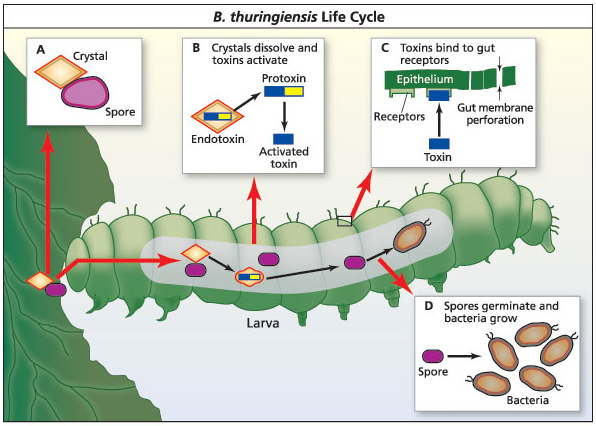 B. thuringiensis Life Cycle
A
Crystal
Spore
B Crystals dissolve and
toxins activate
Protoxin
Endotoxin
Activated
toxin
C Toxins bind to gut
receptors
Epithelium
Receptors
Gut membrane
perforation
Toxin
Larva
D Spores germinate and
bacteria grow
Spore
Bacteria